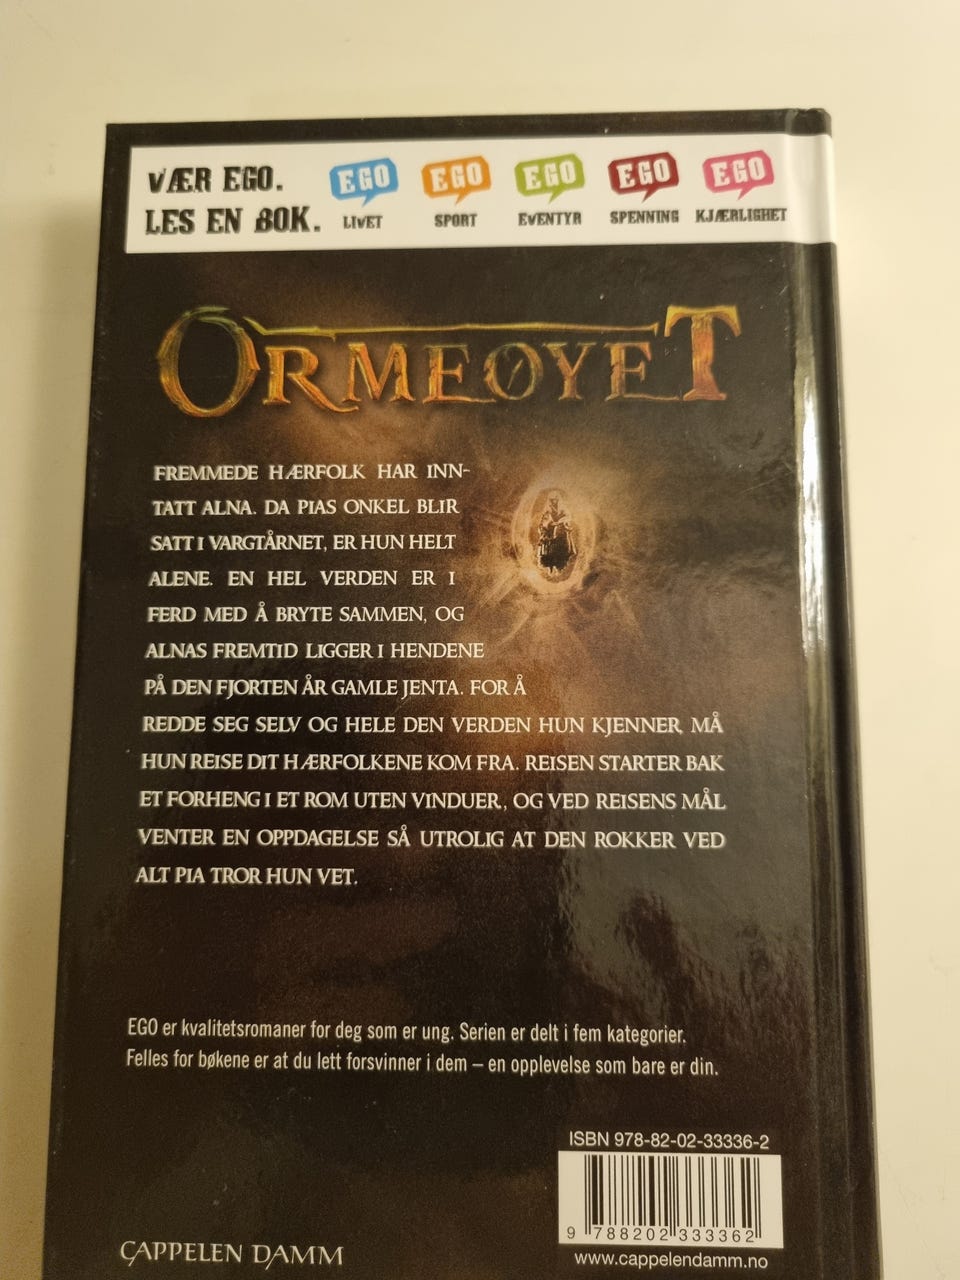 VÆR EGO.
LES EN BOK.
EGO EGO EGO EGO EGO
LIVET SPORT EVENTYR SPENNING KJÆRLIGHET
ORMEØYET
FREMMEDE HÆRFOLK HAR INN-
TATT ALNA. DA PIAS ONKEL BLIR
SATT I VARGTÅRNET, ER HUN HELT
ALENE. EN HEL VERDEN ER I
FERD MED Å BRYTE SAMMEN, OG
ALNAS FREMTID LIGGER I HENDENE
PÅ DEN FJORTEN ÅR GAMLE JENTA. FOR Å
REDDE SEG SELV OG HELE DEN VERDEN HUN KJENNER, MÅ
HUN REISE DIT HÆRFOLKENE KOM FRA. REISEN STARTER BAK
ET FORHENG I ET ROM UTEN VINDUER, OG VED REISENS MÅL
VENTER EN OPPDAGELSE SÅ UTROLIG AT DEN ROKKER VED
ALT PIA TROR HUN VET.
EGO er kvalitetsromaner for deg som er ung. Serien er delt i fem kategorier.
Felles for bøkene er at du lett forsvinner i dem – en opplevelse som bare er din.
ISBN 978-82-02-33336-2
9 788202 333362
CAPPELEN DAMM
www.cappelendamm.no